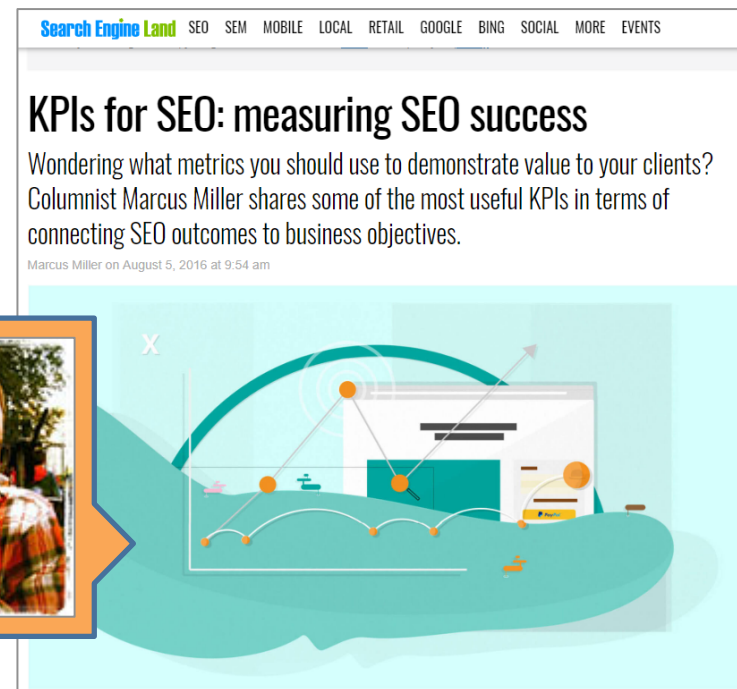 Search Engine Land SEO SEM MOBILE LOCAL RETAIL GOOGLE BING SOCIAL MORE EVENTS
KPIs for SEO: measuring SEO success
Wondering what metrics you should use to demonstrate value to your clients?
Columnist Marcus Miller shares some of the most useful KPIs in terms of
connecting SEO outcomes to business objectives.
Marcus Miller on August 5, 2016 at 9:54 am
X
PayPal